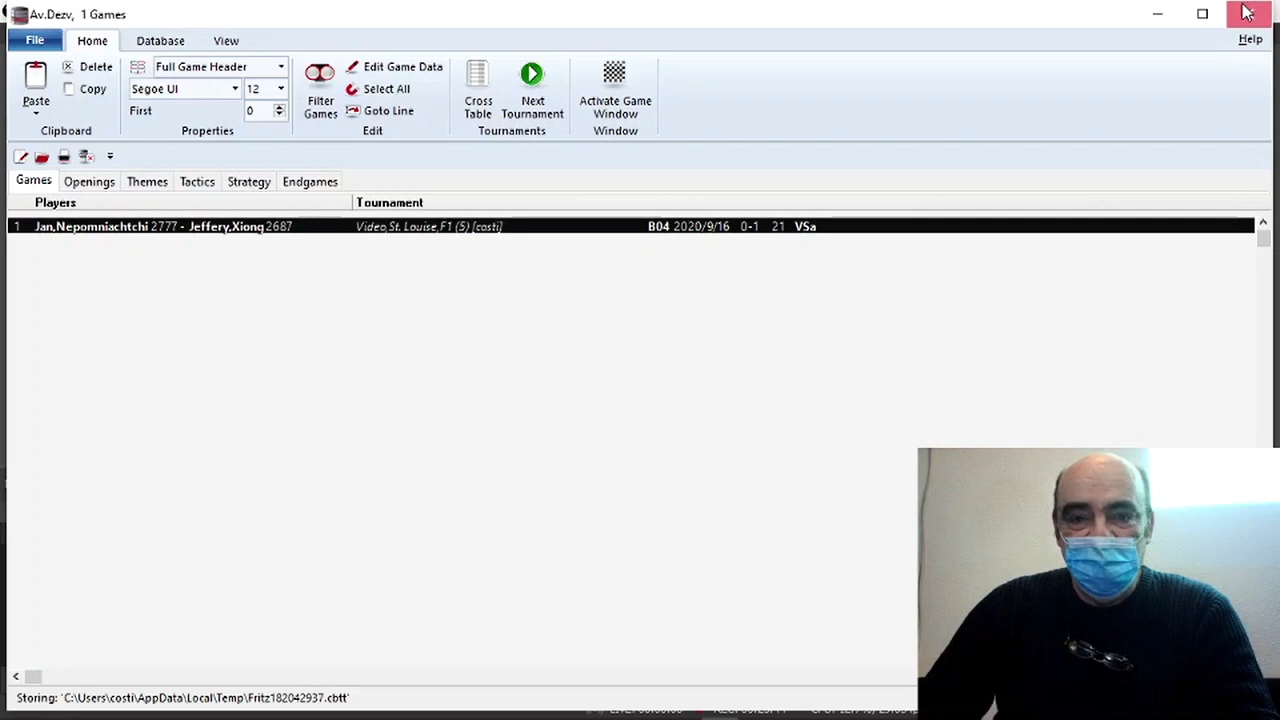 Av.Dezv, 1 Games
File Home Database View Help
Paste
Clipboard
Delete
Copy
Full Game Header
Segoe UI 12
First 0
Properties
Filter Games
Edit Game Data
Select All
Goto Line
Edit
Cross Table
Next Tournament
Tournaments
Activate Game Window
Window
Games Openings Themes Tactics Strategy Endgames
Players Tournament
1 Jan,Nepomniachtchi 2777 - Jeffery,Xiong 2687 Video,St. Louise,F1 (5) [costi] B04 2020/9/16 0-1 21 VSa
Storing: 'C:\Users\costi\AppData\Local\Temp\Fritz182042937.cbtt'